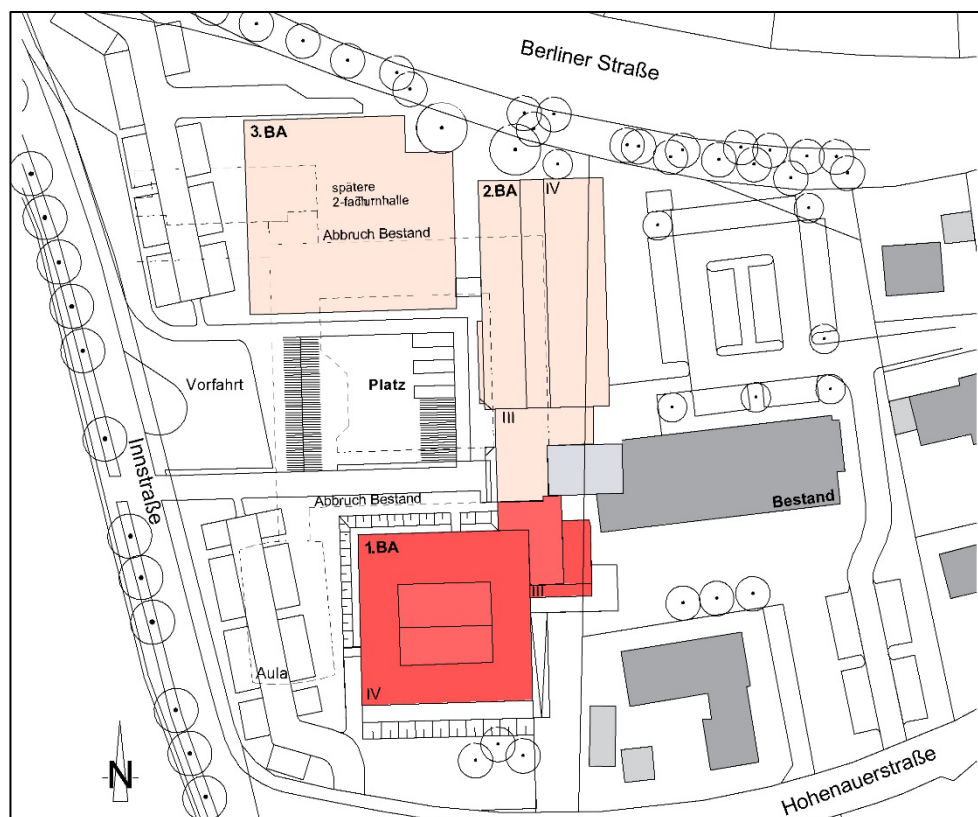 Berliner Straße
3.BA
2.BA
IV
spätere
2-fachturnhalle
Abbruch Bestand
Vorfahrt
Platz
III
Innstraße
Abbruch Bestand
Bestand
1.BA
III
Aula
IV
N
Hohenauerstraße